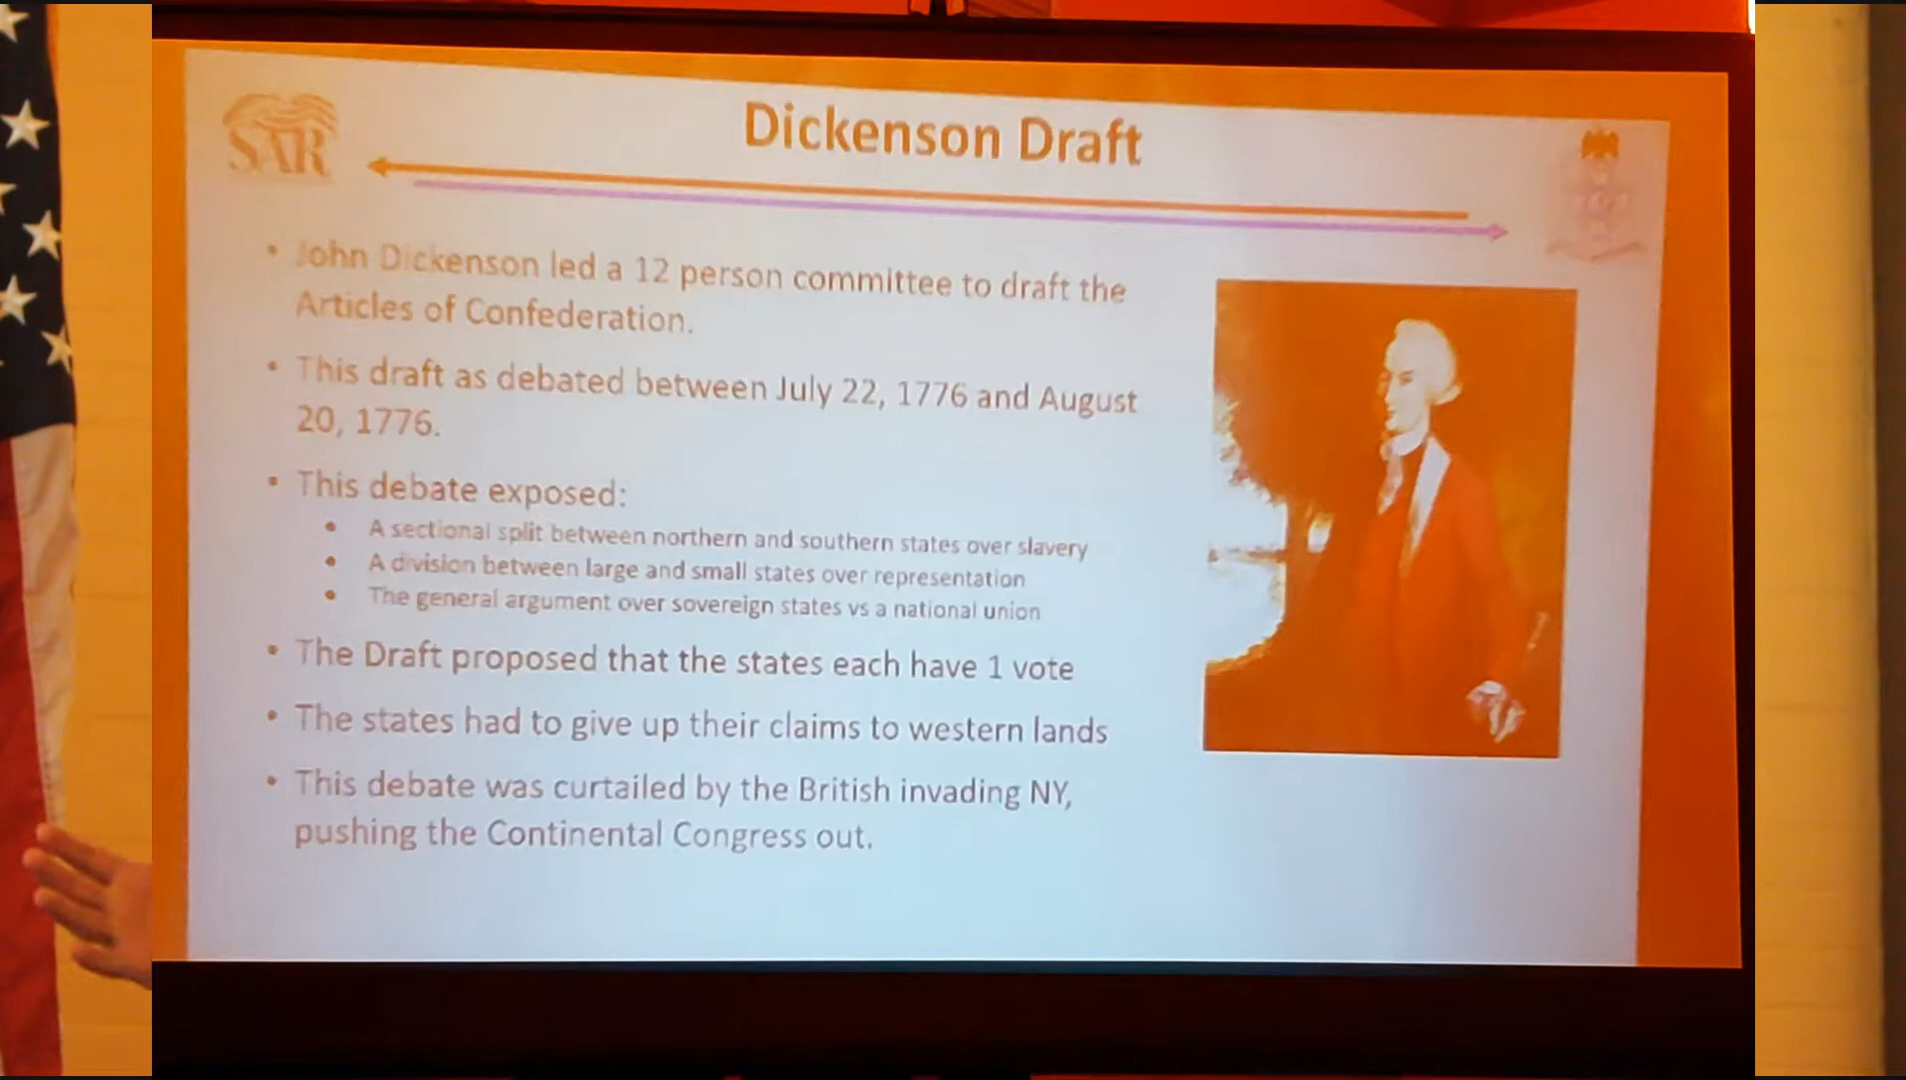 SAR
Dickenson Draft
• John Dickenson led a 12 person committee to draft the
Articles of Confederation.
• This draft as debated between July 22, 1776 and August
20, 1776.
• This debate exposed:
• A sectional split between northern and southern states over slavery
• A division between large and small states over representation
• The general argument over sovereign states vs a national union
• The Draft proposed that the states each have 1 vote
• The states had to give up their claims to western lands
• This debate was curtailed by the British invading NY,
pushing the Continental Congress out.